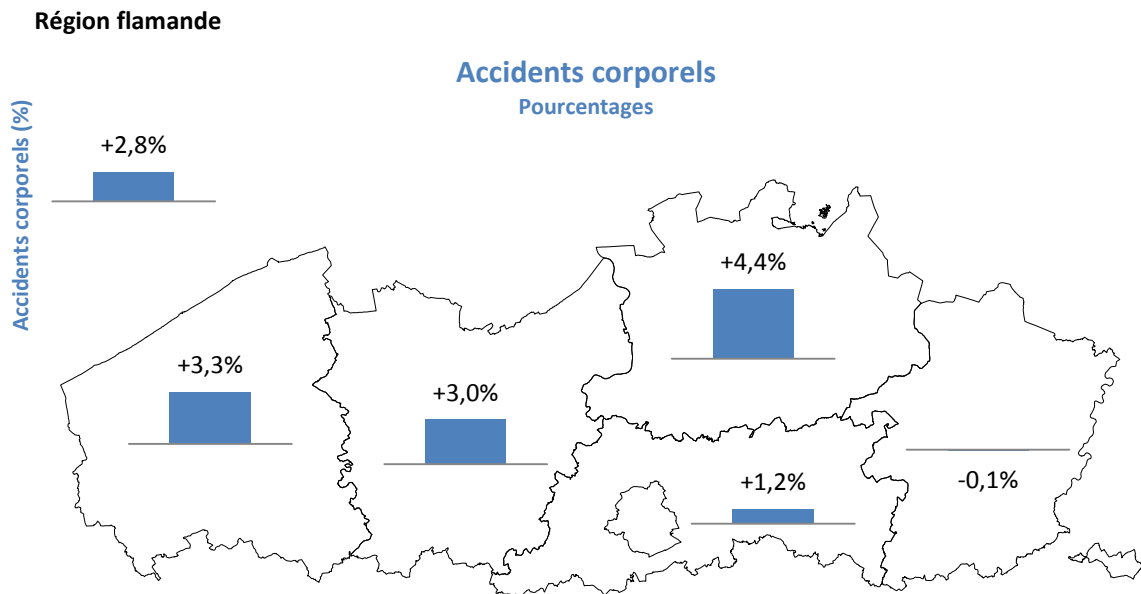 Région flamande
Accidents corporels
Pourcentages
Accidents corporels (%)
+2,8%
+4,4%
+3,3%
+3,0%
+1,2%
-0,1%